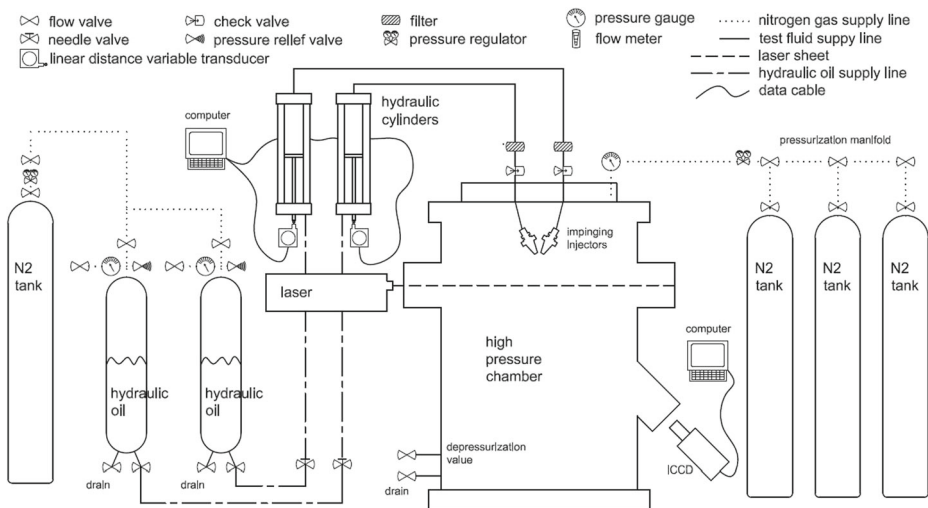 flow valve
needle valve
linear distance variable transducer
check valve
pressure rellef valve
filter
pressure regulator
pressure gauge
flow meter
nitrogen gas supply line
test fluid suppy line
laser sheet
hydraulic oil supply line
data cable
computer
hydraulic
cylinders
pressurization manifold
N2
tank
impinging
Injectors
N2
tank
N2
tank
N2
tank
laser
high
pressure
chamber
computer
hydraulic
oil
hydraulic
oil
depressurization
value
ICCD
drain
drain
drain